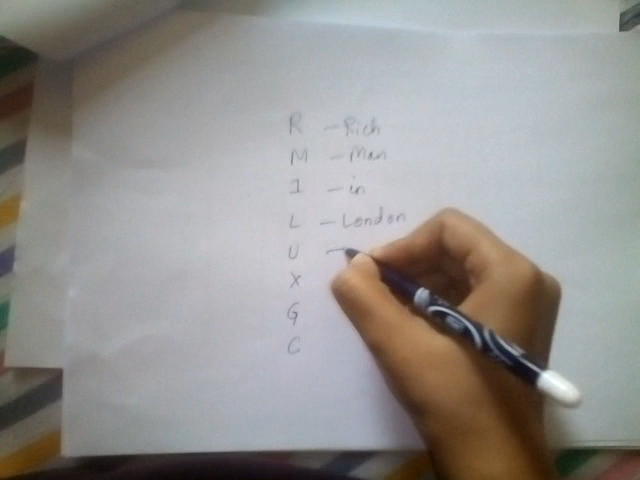 R - Rich
M - Man
I - in
L - London
U -
X
G
C